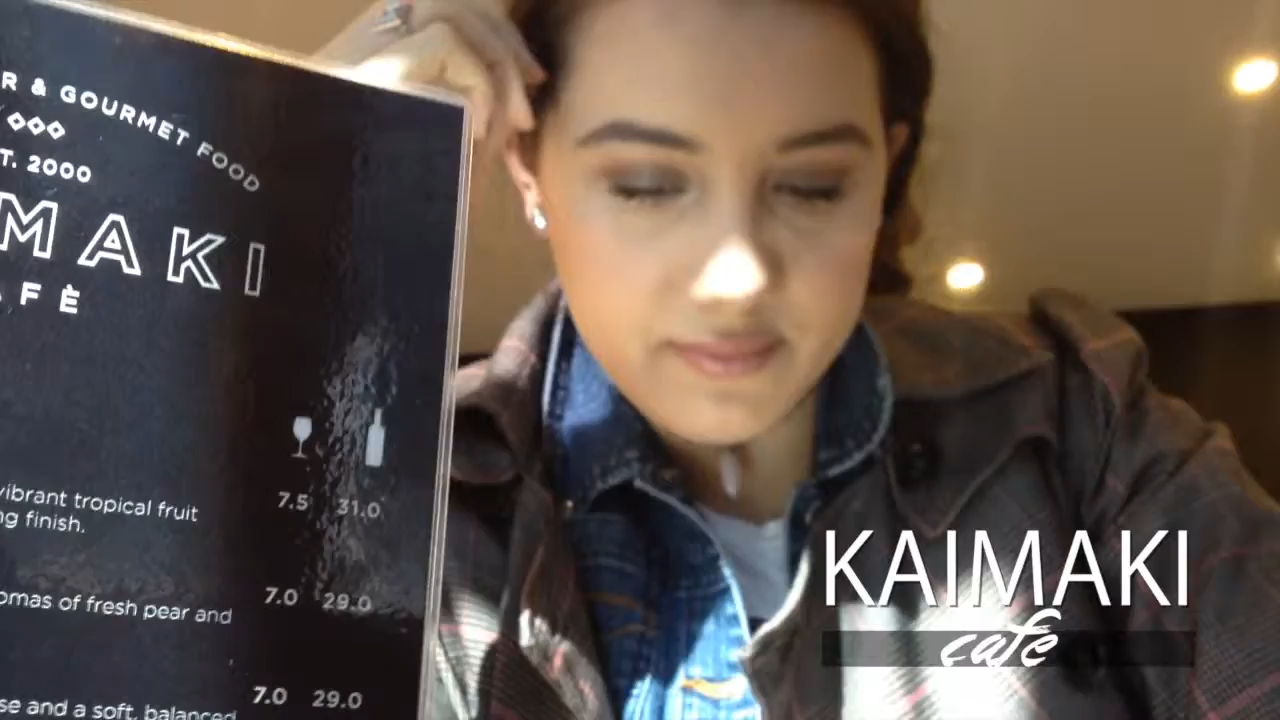 R & GOURMET FOOD
T. 2000
MAKI
AFÈ
vibrant tropical fruit
ng finish.
7.5 31.0
omas of fresh pear and
7.0 29.0
se and a soft, balanced
7.0 29.0
KAIMAKI
cafe